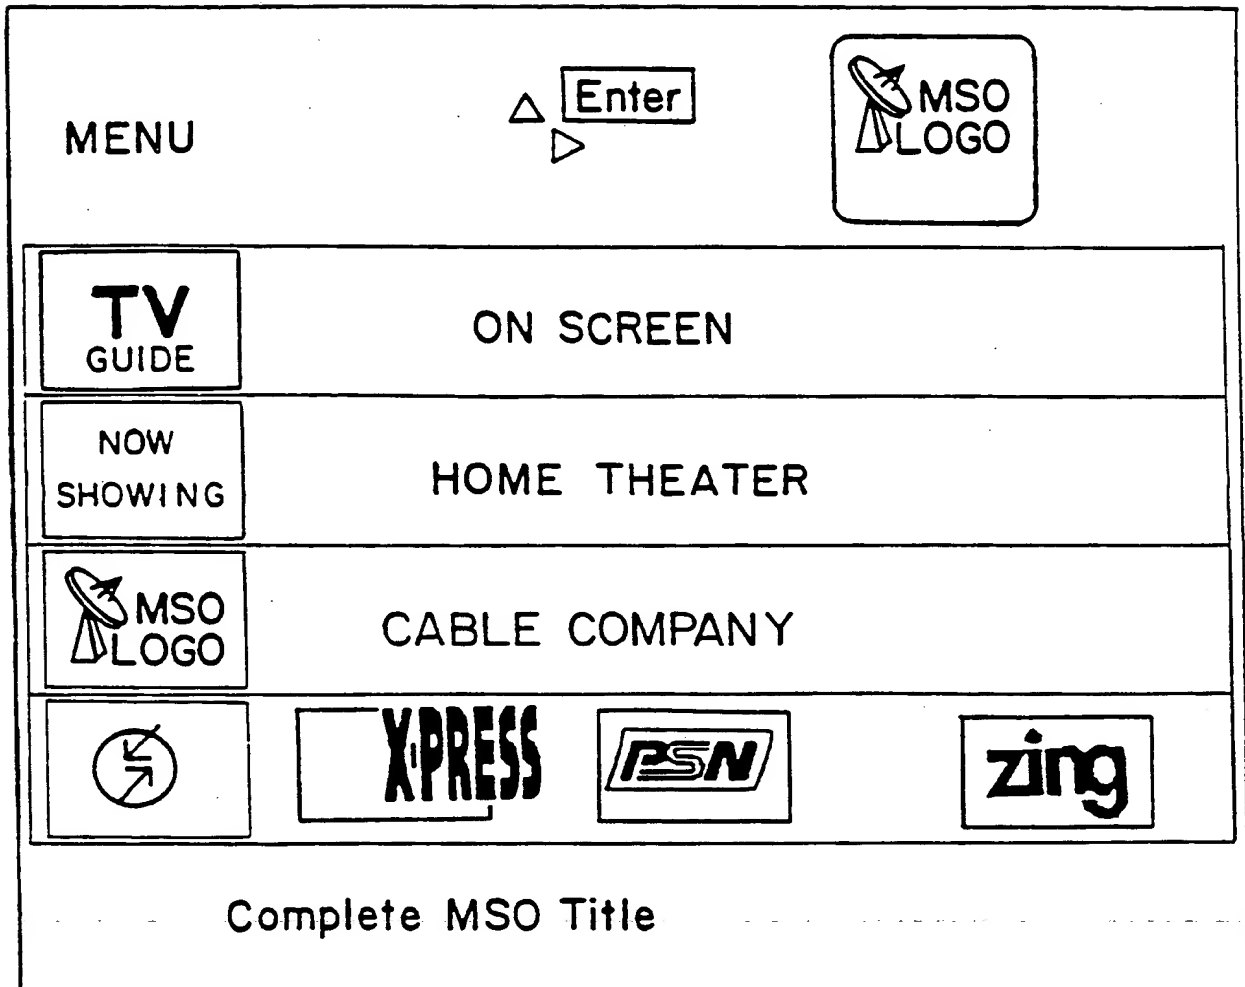 MENU
Enter
MSO
LOGO
TV
GUIDE
ON SCREEN
NOW
SHOWING
HOME THEATER
MSO
LOGO
CABLE COMPANY
X·PRESS
PSN
zing
Complete MSO Title